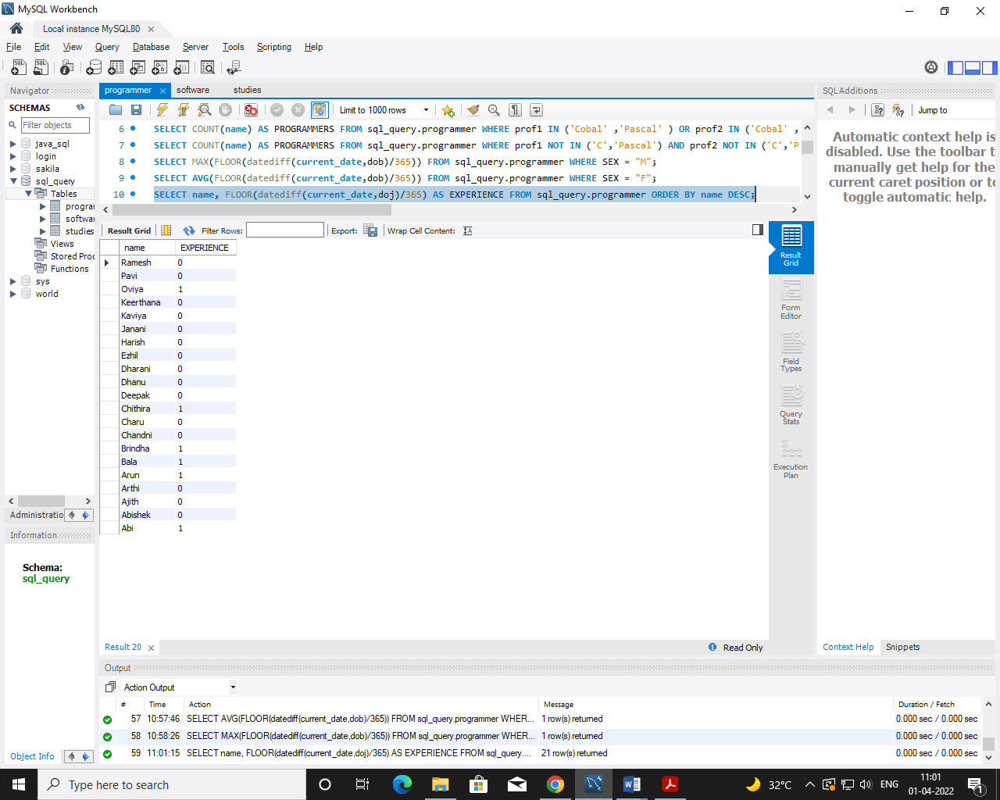 MySQL Workbench
Local instance MySQL80
File Edit View Query Database Server Tools Scripting Help
Navigator
SCHEMAS
Filter objects
java_sql
login
sakila
sql_query
Tables
program
softwar
studies
Views
Stored Proc
Functions
sys
world
Administratio
Information
Schema:
sql_query
Object Info
programmer software studies
Limit to 1000 rows
6 SELECT COUNT(name) AS PROGRAMMERS FROM sql_query.programmer WHERE prof1 IN ('Cobal' ,'Pascal' ) OR prof2 IN ('Cobal' ,
7 SELECT COUNT(name) AS PROGRAMMERS FROM sql_query.programmer WHERE prof1 NOT IN ('C','Pascal') AND prof2 NOT IN ('C','P
8 SELECT MAX(FLOOR(datediff(current_date,dob)/365)) FROM sql_query.programmer WHERE SEX = "M";
9 SELECT AVG(FLOOR(datediff(current_date,dob)/365)) FROM sql_query.programmer WHERE SEX = "F";
10 SELECT name, FLOOR(datediff(current_date,doj)/365) AS EXPERIENCE FROM sql_query.programmer ORDER BY name DESC;
Result Grid Filter Rows: Export: Wrap Cell Content:
name EXPERIENCE
Ramesh 0
Pavi 0
Oviya 1
Keerthana 0
Kaviya 0
Janani 0
Harish 0
Ezhil 0
Dharani 0
Dhanu 0
Deepak 0
Chithira 1
Charu 0
Chandni 0
Brindha 1
Bala 1
Arun 1
Arthi 0
Ajith 0
Abishek 0
Abi 1
Result
Grid
Form
Editor
Field
Types
Query
Stats
Execution
Plan
Result 20
Read Only
SQLAdditions
Jump to
Automatic context help is
disabled. Use the toolbar t
manually get help for the
current caret position or to
toggle automatic help.
Context Help Snippets
Output
Action Output
# Time Action Message Duration / Fetch
57 10:57:46 SELECT AVG(FLOOR(datediff(current_date,dob)/365)) FROM sql_query.programmer WHER... 1 row(s) returned 0.000 sec / 0.000 sec
58 10:58:26 SELECT MAX(FLOOR(datediff(current_date,dob)/365)) FROM sql_query.programmer WHER... 1 row(s) returned 0.000 sec / 0.000 sec
59 11:01:15 SELECT name, FLOOR(datediff(current_date,doj)/365) AS EXPERIENCE FROM sql_query.... 21 row(s) returned 0.000 sec / 0.000 sec
Type here to search
32°C
ENG
11:01
01-04-2022
1